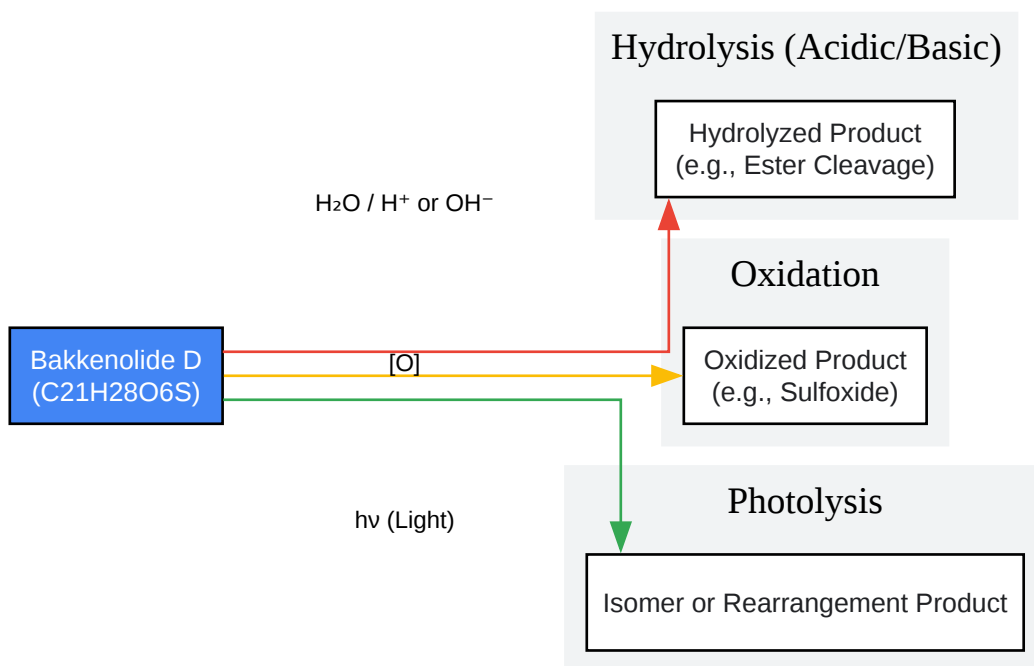 Hydrolysis (Acidic/Basic)
Hydrolyzed Product
(e.g., Ester Cleavage)
H₂O / H⁺ or OH⁻
Oxidation
Bakkenolide D
(C21H28O6S)
[O]
Oxidized Product
(e.g., Sulfoxide)
Photolysis
hν (Light)
Isomer or Rearrangement Product